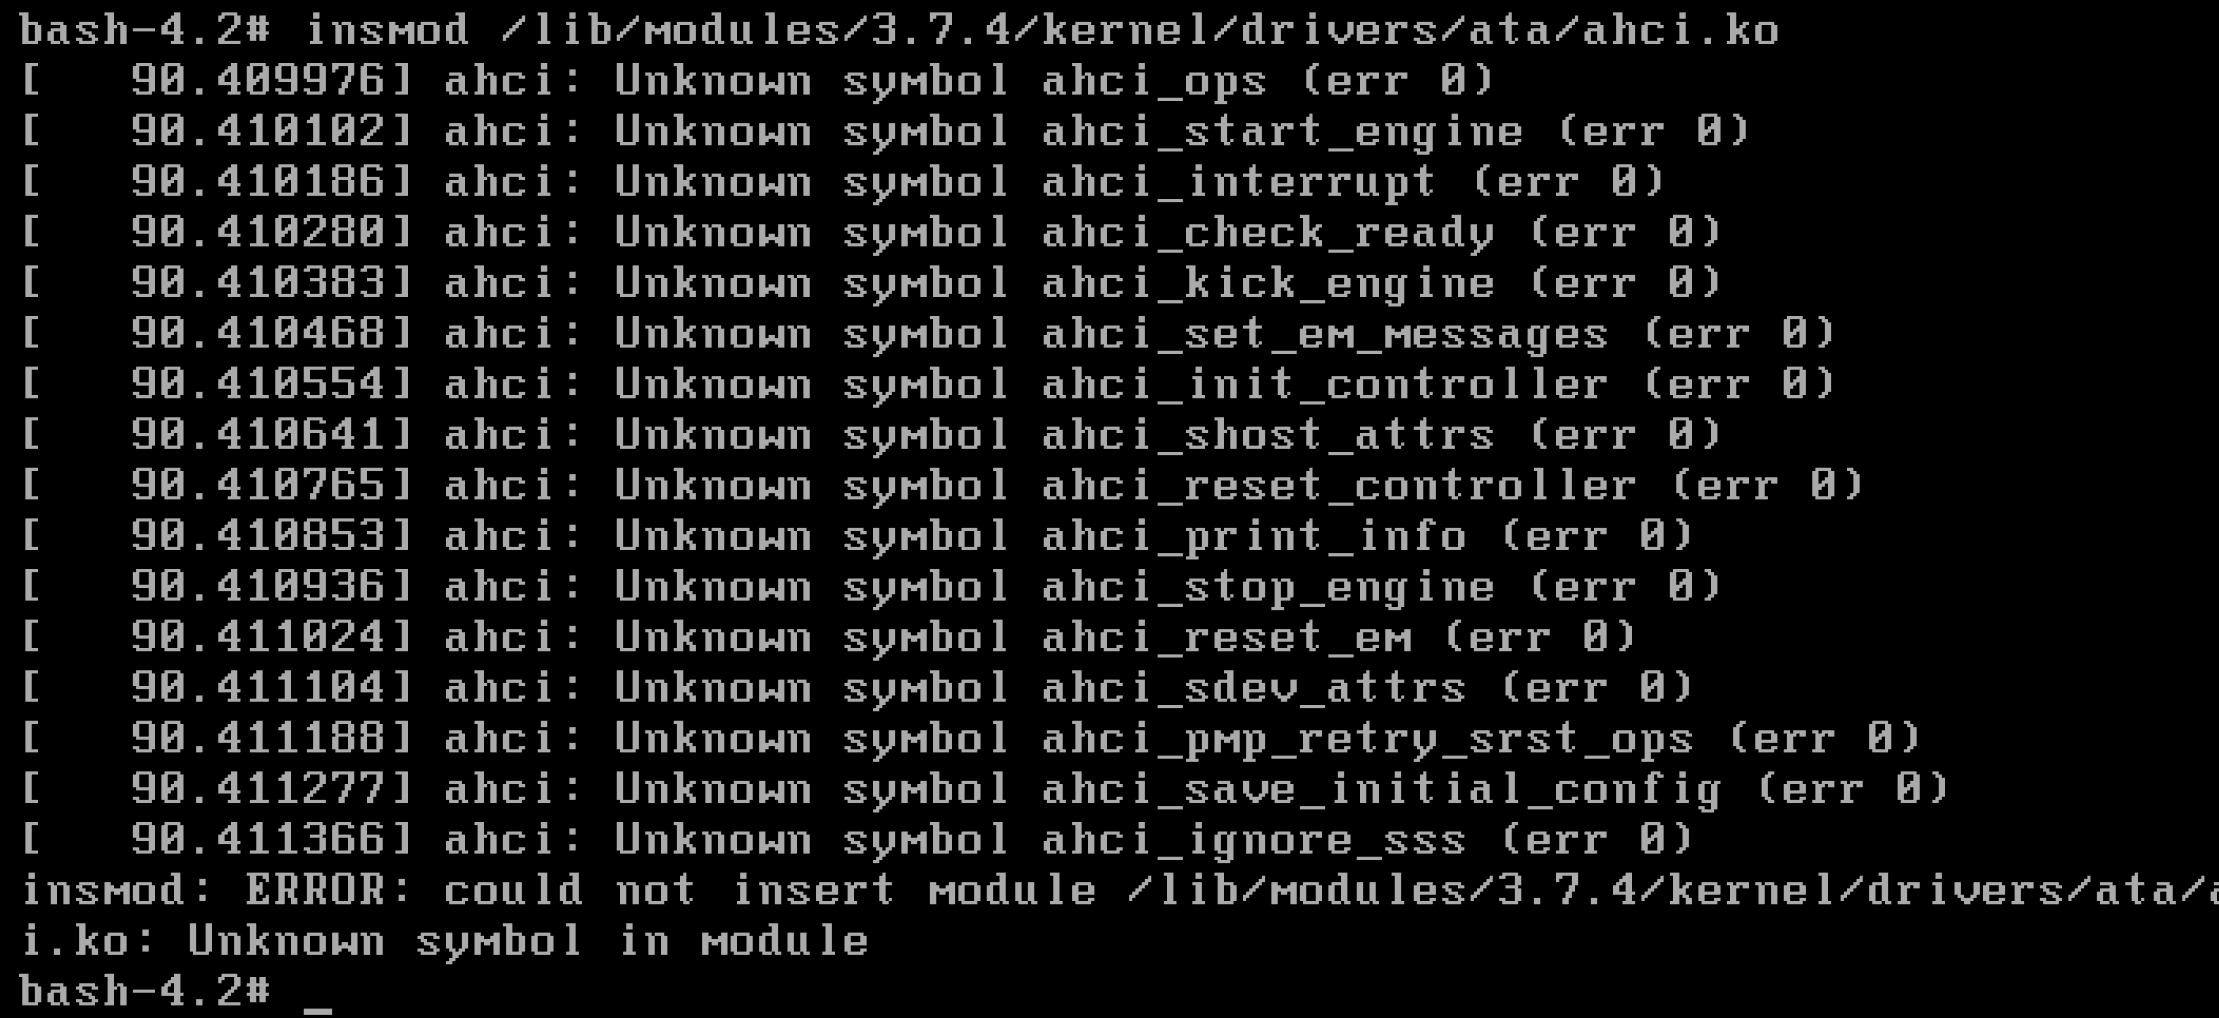 bash-4.2# insmod /lib/modules/3.7.4/kernel/drivers/ata/ahci.ko
[   90.409976] ahci: Unknown symbol ahci_ops (err 0)
[   90.410102] ahci: Unknown symbol ahci_start_engine (err 0)
[   90.410186] ahci: Unknown symbol ahci_interrupt (err 0)
[   90.410280] ahci: Unknown symbol ahci_check_ready (err 0)
[   90.410383] ahci: Unknown symbol ahci_kick_engine (err 0)
[   90.410468] ahci: Unknown symbol ahci_set_em_messages (err 0)
[   90.410554] ahci: Unknown symbol ahci_init_controller (err 0)
[   90.410641] ahci: Unknown symbol ahci_shost_attrs (err 0)
[   90.410765] ahci: Unknown symbol ahci_reset_controller (err 0)
[   90.410853] ahci: Unknown symbol ahci_print_info (err 0)
[   90.410936] ahci: Unknown symbol ahci_stop_engine (err 0)
[   90.411024] ahci: Unknown symbol ahci_reset_em (err 0)
[   90.411104] ahci: Unknown symbol ahci_sdev_attrs (err 0)
[   90.411188] ahci: Unknown symbol ahci_pmp_retry_srst_ops (err 0)
[   90.411277] ahci: Unknown symbol ahci_save_initial_config (err 0)
[   90.411366] ahci: Unknown symbol ahci_ignore_sss (err 0)
insmod: ERROR: could not insert module /lib/modules/3.7.4/kernel/drivers/ata/a
i.ko: Unknown symbol in module
bash-4.2# _